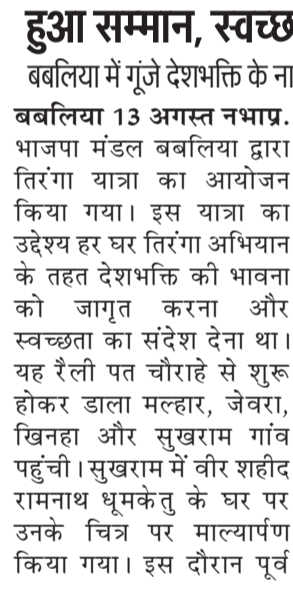 हुआ सम्मान, स्वच्छ
बबलिया में गूंजे देशभक्ति के ना
बबलिया 13 अगस्त नभाप्र.
भाजपा मंडल बबलिया द्वारा
तिरंगा यात्रा का आयोजन
किया गया। इस यात्रा का
उद्देश्य हर घर तिरंगा अभियान
के तहत देशभक्ति की भावना
को जागृत करना और
स्वच्छता का संदेश देना था।
यह रैली पत चौराहे से शुरू
होकर डाला मल्हार, जेवरा,
खिनहा और सुखराम गांव
पहुंची। सुखराम में वीर शहीद
रामनाथ धूमकेतु के घर पर
उनके चित्र पर माल्यार्पण
किया गया। इस दौरान पूर्व